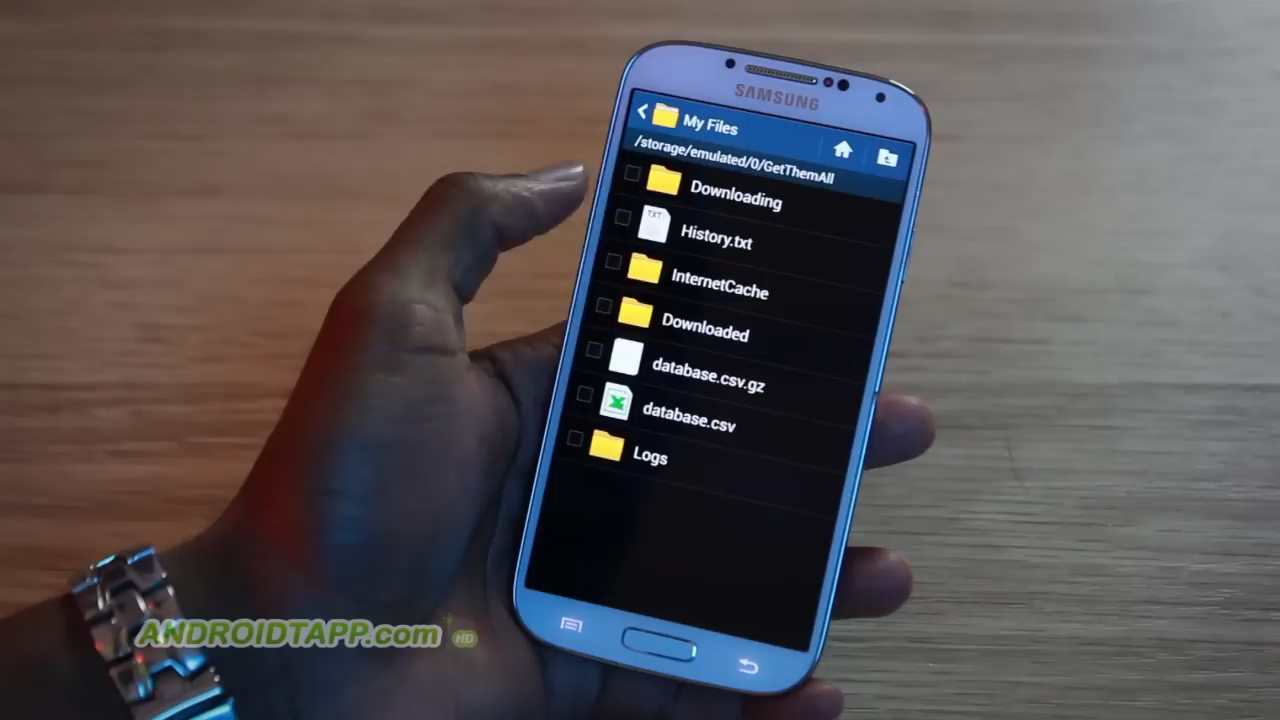 SAMSUNG
My Files
/storage/emulated/0/GetThemAll
Downloading
TXT
History.txt
InternetCache
Downloaded
database.csv.gz
database.csv
Logs
ANDROIDTAPP.com
HD